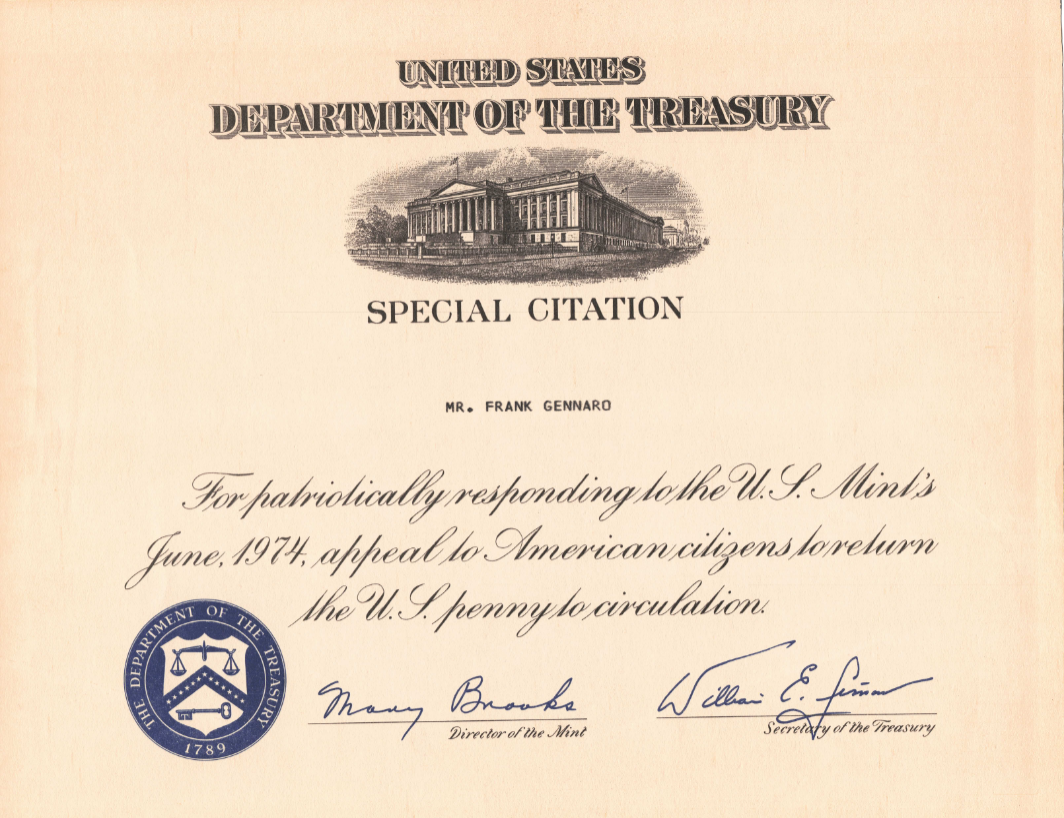 UNITED STATES
DEPARTMENT OF THE TREASURY
SPECIAL CITATION
MR. FRANK GENNARO
For patriotically responding to the U.S. Mint's
June, 1974, appeal to American citizens to return
the U.S. penny to circulation.
THE DEPARTMENT OF THE TREASURY
1789
Mary Brooks
Director of the Mint
William E. Simon
Secretary of the Treasury